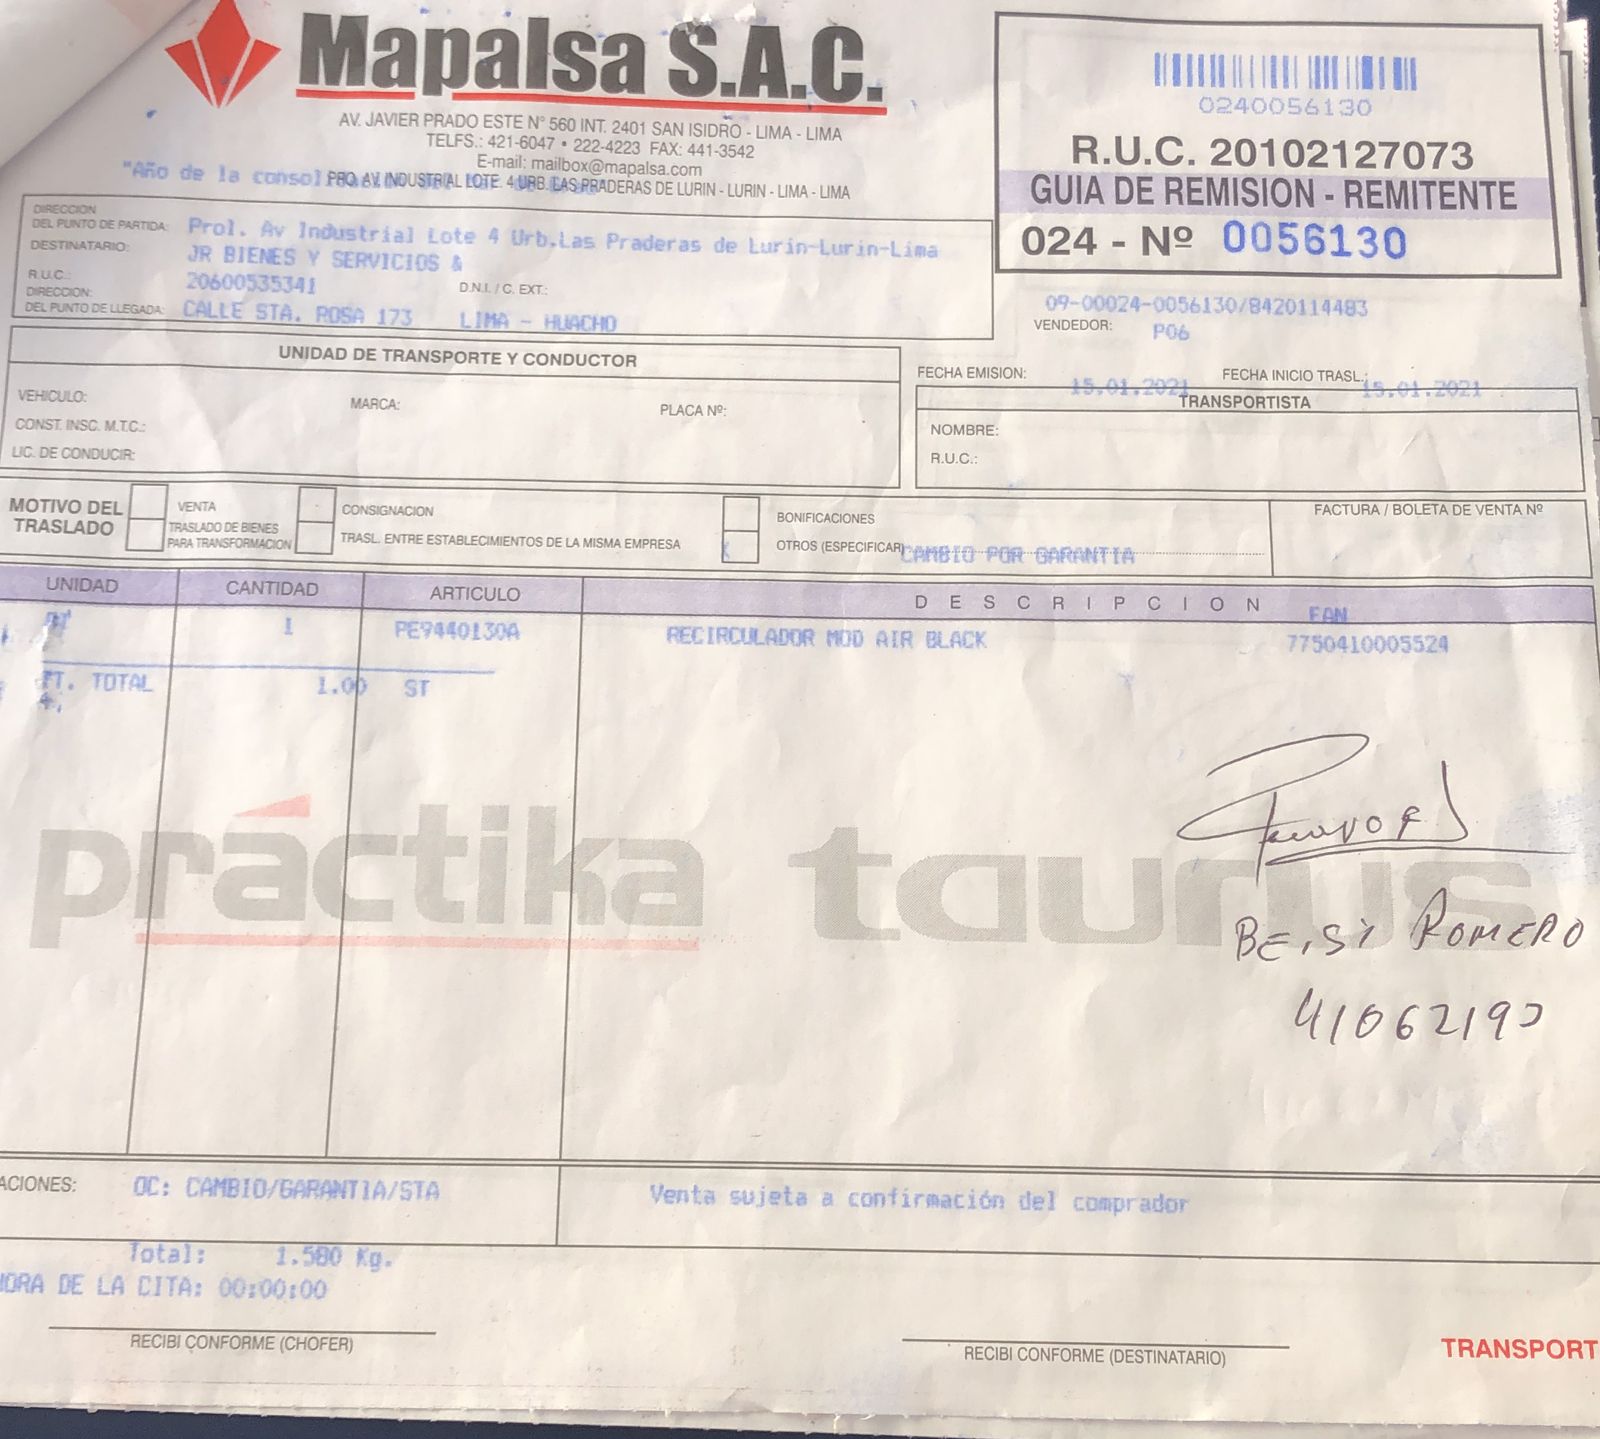 Mapalsa S.A.C.
AV. JAVIER PRADO ESTE Nº 560 INT. 2401 SAN ISIDRO - LIMA - LIMA
TELFS.: 421-6047 • 222-4223 FAX: 441-3542
E-mail: mailbox@mapalsa.com
"Año de la
PRO. AV. INDUSTRIAL LOTE. 4 URB. LAS PRADERAS DE LURIN - LURIN - LIMA - LIMA
0240056130
R.U.C. 20102127073
GUIA DE REMISION - REMITENTE
024 - Nº 0056130
DIRECCION
DEL PUNTO DE PARTIDA: Prol. Av Industrial Lote 4 Urb.Las Praderas de Lurin-Lurin-Lima
DESTINATARIO: JR BIENES Y SERVICIOS &
R.U.C.: 20600535341 D.N.I. / C. EXT.:
DIRECCION:
DEL PUNTO DE LLEGADA: CALLE STA. ROSA 173 LIMA - HUACHO
09-00024-0056130/8420114483
VENDEDOR: P06
UNIDAD DE TRANSPORTE Y CONDUCTOR
VEHICULO: MARCA: PLACA Nº:
CONST. INSC. M.T.C.:
LIC. DE CONDUCIR:
FECHA EMISION: 15.01.2021 FECHA INICIO TRASL.: 15.01.2021
TRANSPORTISTA
NOMBRE:
R.U.C.:
MOTIVO DEL TRASLADO
VENTA
TRASLADO DE BIENES
PARA TRANSFORMACION
CONSIGNACION
TRASL. ENTRE ESTABLECIMIENTOS DE LA MISMA EMPRESA
BONIFICACIONES
OTROS (ESPECIFICAR) CAMBIO POR GARANTIA
FACTURA / BOLETA DE VENTA Nº
UNIDAD CANTIDAD ARTICULO DESCRIPCION EAN
1 PE9440130A RECIRCULADOR MOD AIR BLACK 7750410005524
TOTAL 1.00 ST
práctika taurus
BEISI ROMERO
OC: CAMBIO/GARANTIA/STA
Venta sujeta a confirmación del comprador
Total: 1.580 Kg.
HORA DE LA CITA: 00:00:00
RECIBI CONFORME (CHOFER)
RECIBI CONFORME (DESTINATARIO)
TRANSPORT